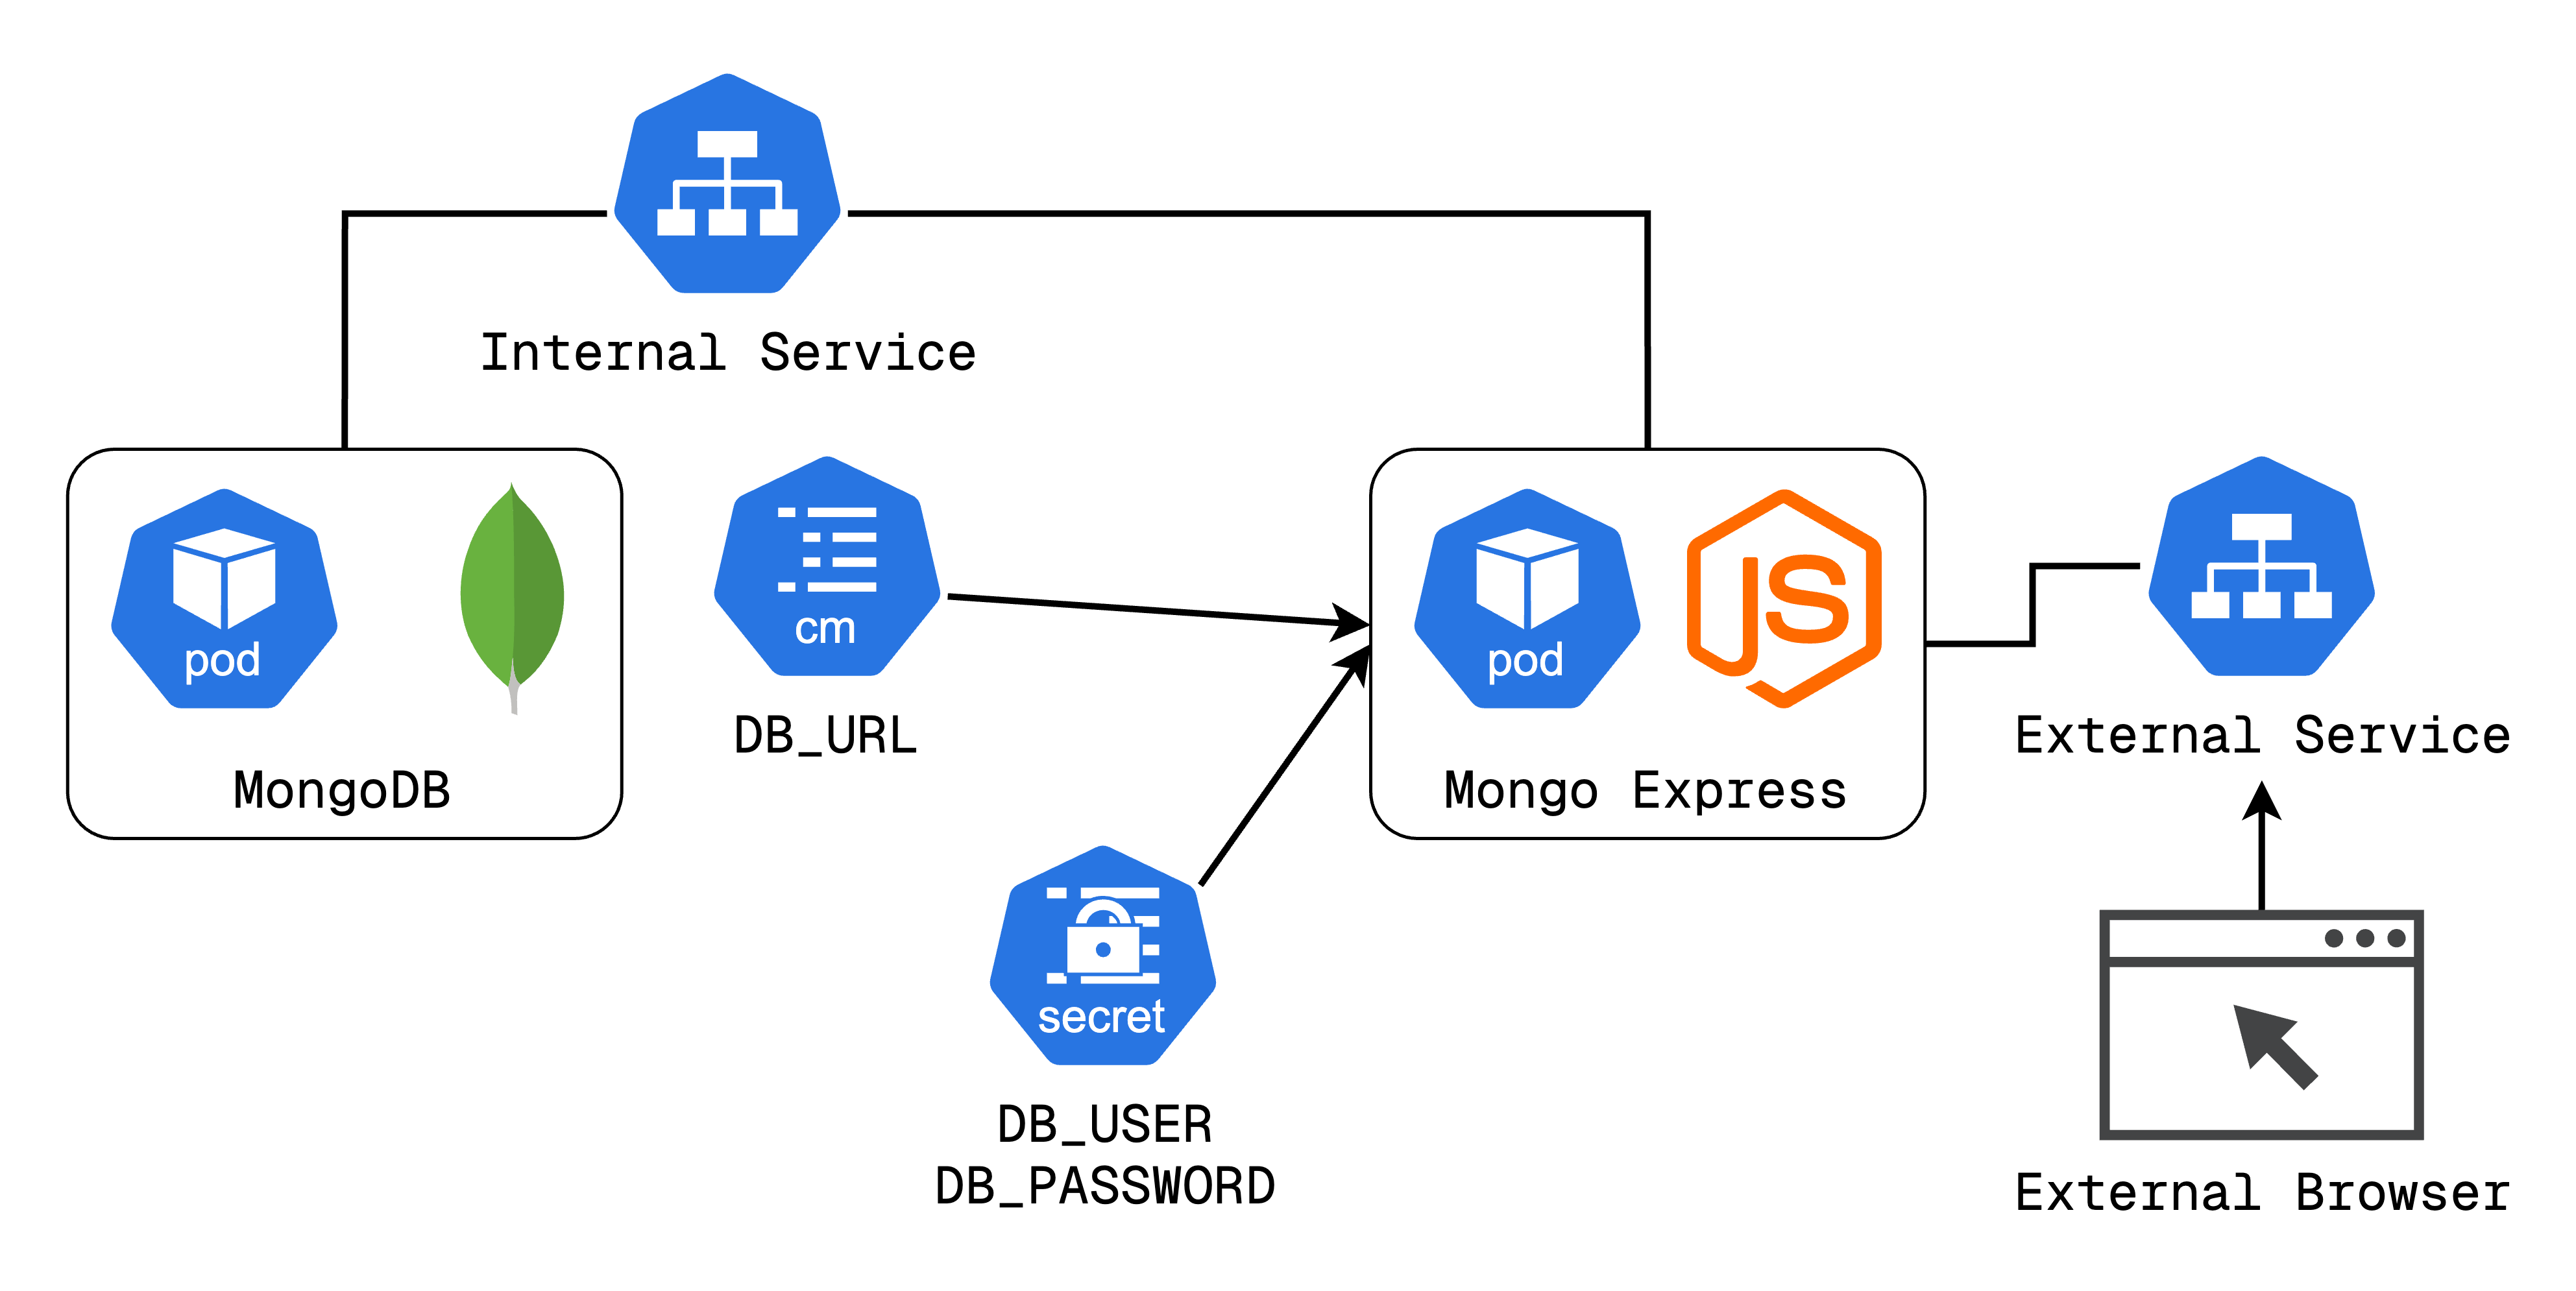 Internal Service
pod
MongoDB
cm
DB_URL
secret
DB_USER
DB_PASSWORD
pod
JS
Mongo Express
External Service
External Browser